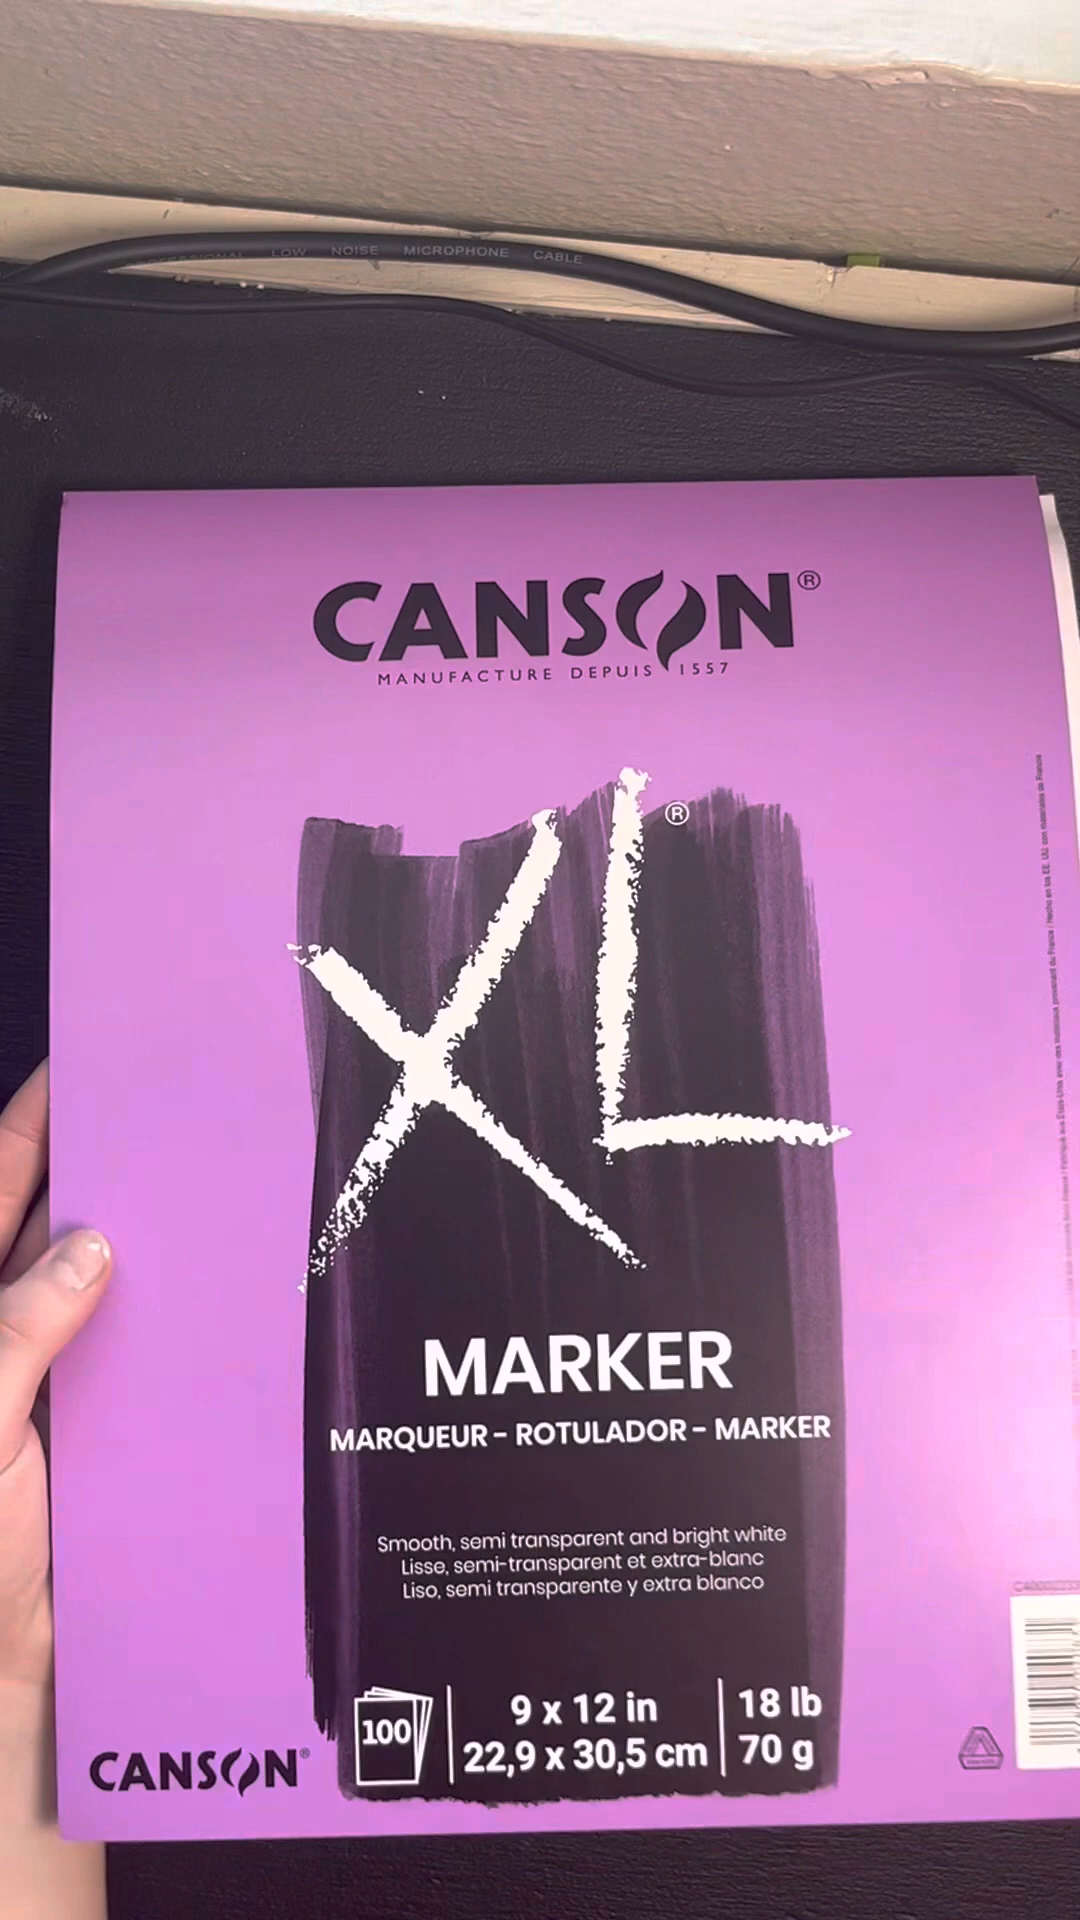 LOW NOISE MICROPHONE CABLE
CANSON®
MANUFACTURE DEPUIS 1557
XL®
MARKER
MARQUEUR - ROTULADOR - MARKER
Smooth, semi transparent and bright white
Lisse, semi-transparent et extra-blanc
Liso, semi transparente y extra blanco
100
9 x 12 in
22,9 x 30,5 cm
18 lb
70 g
CANSON®